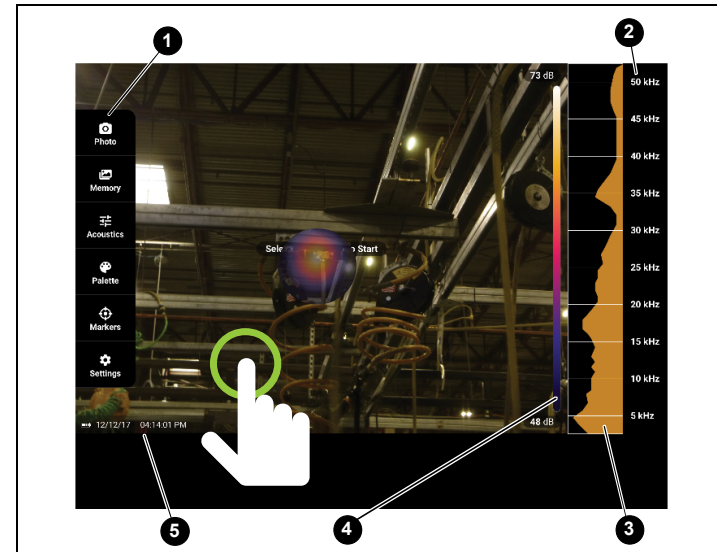 1
2
73 dB
50 kHz
45 kHz
40 kHz
35 kHz
30 kHz
25 kHz
20 kHz
15 kHz
10 kHz
5 kHz
Photo
Memory
Acoustics
Palette
Markers
Settings
o Start
48 dB
12/12/17 04:14:01 PM
5
4
3